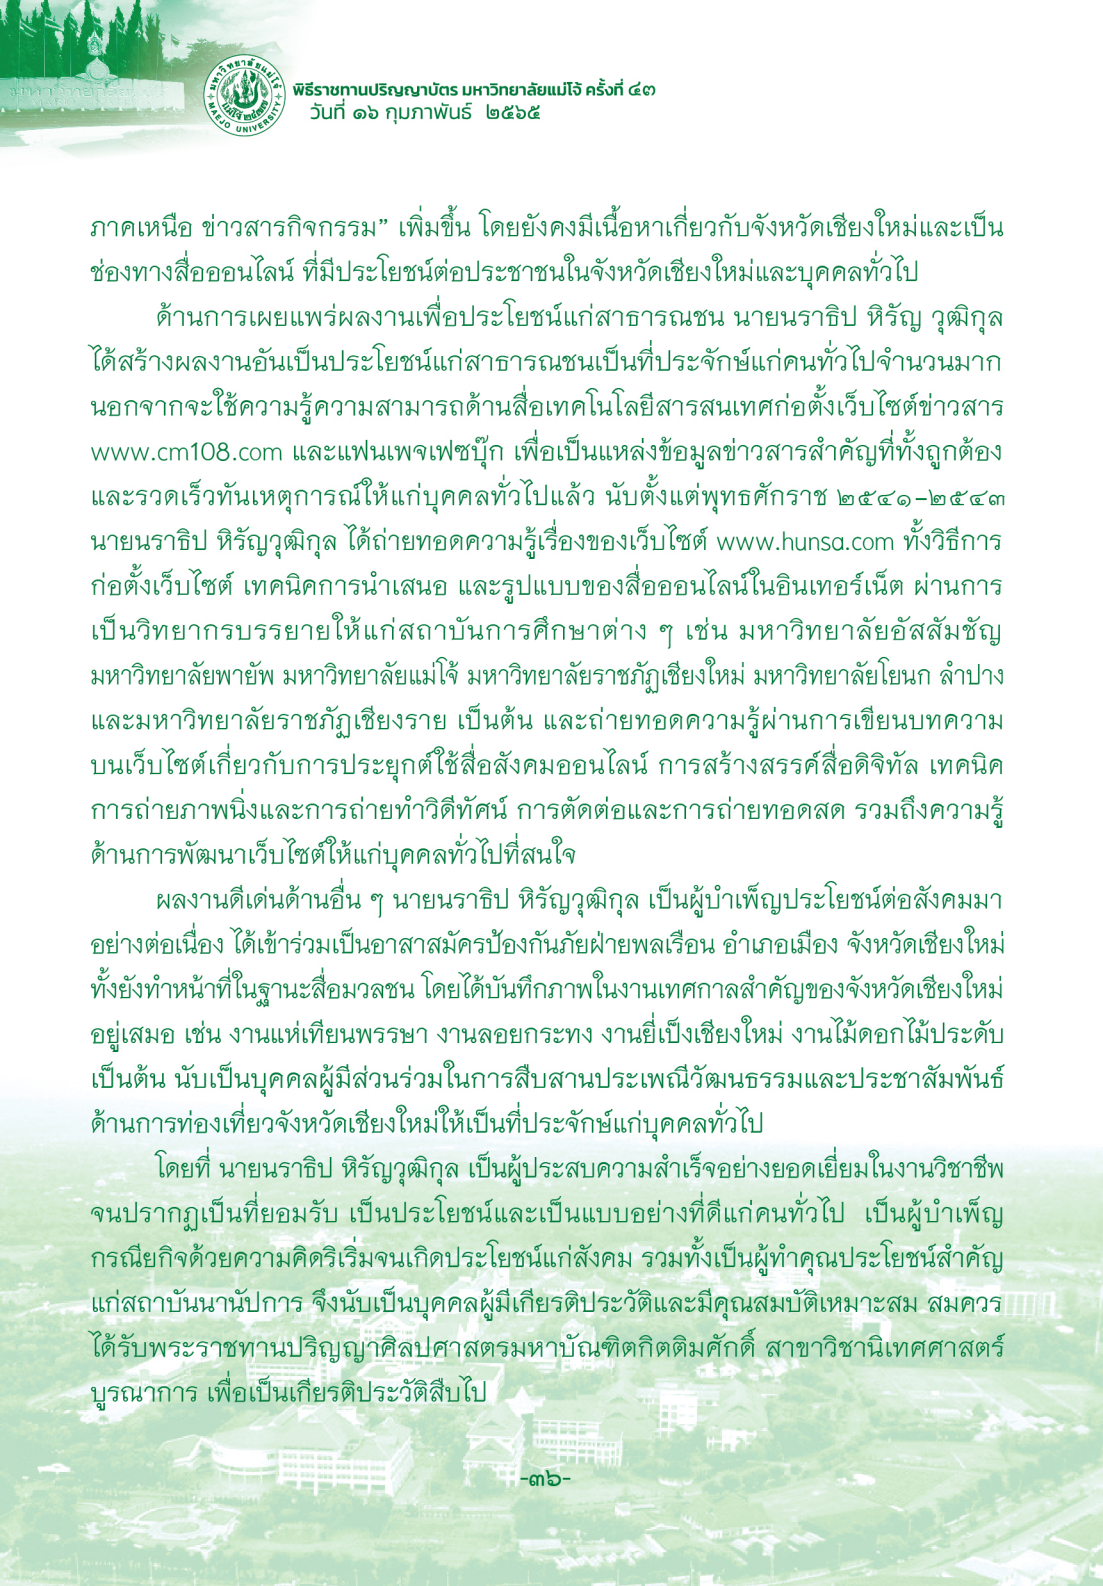 มหาวิทยาลัยแม่โจ้
MAEJO UNIVERSITY
แม่โจ้ ๒๔๗๗
พิธีราชทานปริญญาบัตร มหาวิทยาลัยแม่โจ้ ครั้งที่ ๔๓
วันที่ ๑๖ กุมภาพันธ์ ๒๕๖๕
ภาคเหนือ ข่าวสารกิจกรรม” เพิ่มขึ้น โดยยังคงมีเนื้อหาเกี่ยวกับจังหวัดเชียงใหม่และเป็น
ช่องทางสื่อออนไลน์ ที่มีประโยชน์ต่อประชาชนในจังหวัดเชียงใหม่และบุคคลทั่วไป
ด้านการเผยแพร่ผลงานเพื่อประโยชน์แก่สาธารณชน นายนราธิป หิรัญ วุฒิกุล
ได้สร้างผลงานอันเป็นประโยชน์แก่สาธารณชนเป็นที่ประจักษ์แก่คนทั่วไปจำนวนมาก
นอกจากจะใช้ความรู้ความสามารถด้านสื่อเทคโนโลยีสารสนเทศก่อตั้งเว็บไซต์ข่าวสาร
www.cm108.com และแฟนเพจเฟซบุ๊ก เพื่อเป็นแหล่งข้อมูลข่าวสารสำคัญที่ทั้งถูกต้อง
และรวดเร็วทันเหตุการณ์ให้แก่บุคคลทั่วไปแล้ว นับตั้งแต่พุทธศักราช ๒๕๔๑-๒๕๔๓
นายนราธิป หิรัญวุฒิกุล ได้ถ่ายทอดความรู้เรื่องของเว็บไซต์ www.hunsa.com ทั้งวิธีการ
ก่อตั้งเว็บไซต์ เทคนิคการนำเสนอ และรูปแบบของสื่อออนไลน์ในอินเทอร์เน็ต ผ่านการ
เป็นวิทยากรบรรยายให้แก่สถาบันการศึกษาต่าง ๆ เช่น มหาวิทยาลัยอัสสัมชัญ
มหาวิทยาลัยพายัพ มหาวิทยาลัยแม่โจ้ มหาวิทยาลัยราชภัฏเชียงใหม่ มหาวิทยาลัยโยนก ลำปาง
และมหาวิทยาลัยราชภัฏเชียงราย เป็นต้น และถ่ายทอดความรู้ผ่านการเขียนบทความ
บนเว็บไซต์เกี่ยวกับการประยุกต์ใช้สื่อสังคมออนไลน์ การสร้างสรรค์สื่อดิจิทัล เทคนิค
การถ่ายภาพนิ่งและการถ่ายทำวิดีทัศน์ การตัดต่อและการถ่ายทอดสด รวมถึงความรู้
ด้านการพัฒนาเว็บไซต์ให้แก่บุคคลทั่วไปที่สนใจ
ผลงานดีเด่นด้านอื่น ๆ นายนราธิป หิรัญวุฒิกุล เป็นผู้บำเพ็ญประโยชน์ต่อสังคมมา
อย่างต่อเนื่อง ได้เข้าร่วมเป็นอาสาสมัครป้องกันภัยฝ่ายพลเรือน อำเภอเมือง จังหวัดเชียงใหม่
ทั้งยังทำหน้าที่ในฐานะสื่อมวลชน โดยได้บันทึกภาพในงานเทศกาลสำคัญของจังหวัดเชียงใหม่
อยู่เสมอ เช่น งานแห่เทียนพรรษา งานลอยกระทง งานยี่เป็งเชียงใหม่ งานไม้ดอกไม้ประดับ
เป็นต้น นับเป็นบุคคลผู้มีส่วนร่วมในการสืบสานประเพณีวัฒนธรรมและประชาสัมพันธ์
ด้านการท่องเที่ยวจังหวัดเชียงใหม่ให้เป็นที่ประจักษ์แก่บุคคลทั่วไป
โดยที่ นายนราธิป หิรัญวุฒิกุล เป็นผู้ประสบความสำเร็จอย่างยอดเยี่ยมในงานวิชาชีพ
จนปรากฏเป็นที่ยอมรับ เป็นประโยชน์และเป็นแบบอย่างที่ดีแก่คนทั่วไป เป็นผู้บำเพ็ญ
กรณียกิจด้วยความคิดริเริ่มจนเกิดประโยชน์แก่สังคม รวมทั้งเป็นผู้ทำคุณประโยชน์สำคัญ
แก่สถาบันนานัปการ จึงนับเป็นบุคคลผู้มีเกียรติประวัติและมีคุณสมบัติเหมาะสม สมควร
ได้รับพระราชทานปริญญาศิลปศาสตรมหาบัณฑิตกิตติมศักดิ์ สาขาวิชานิเทศศาสตร์
บูรณาการ เพื่อเป็นเกียรติประวัติสืบไป
-๓๖-